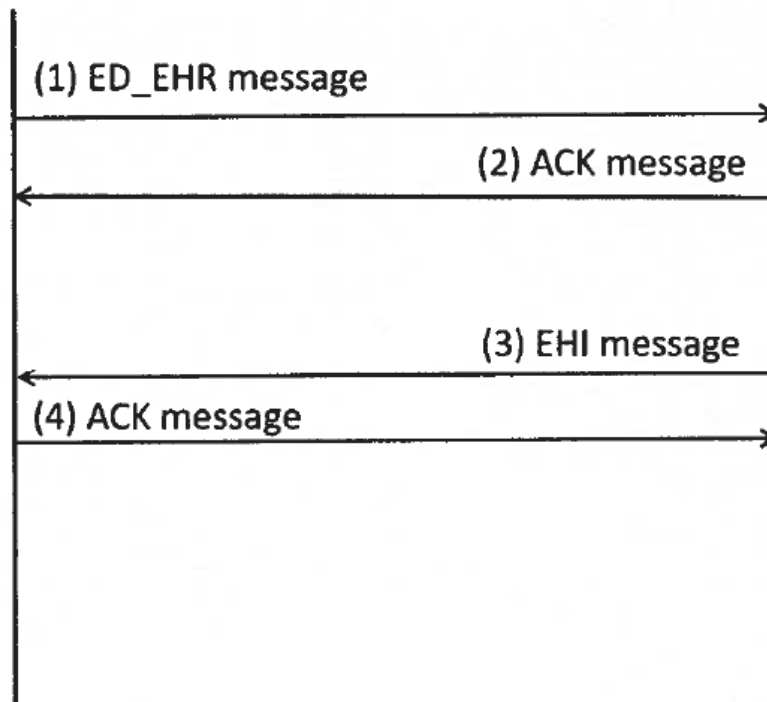 (1) ED_EHR message
(2) ACK message
(3) EHI message
(4) ACK message